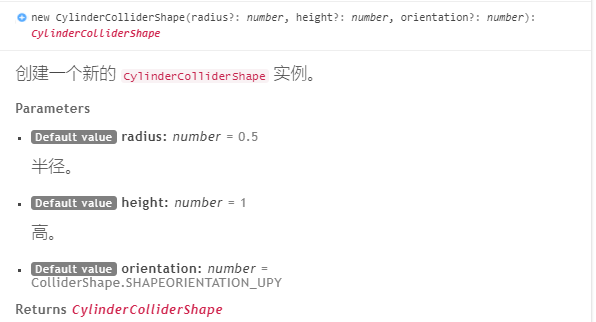 new CylinderColliderShape(radius?: number, height?: number, orientation?: number):
CylinderColliderShape
创建一个新的 CylinderColliderShape 实例。
Parameters
Default value radius: number = 0.5
半径。
Default value height: number = 1
高。
Default value orientation: number =
ColliderShape.SHAPEORIENTATION_UPY
Returns CylinderColliderShape